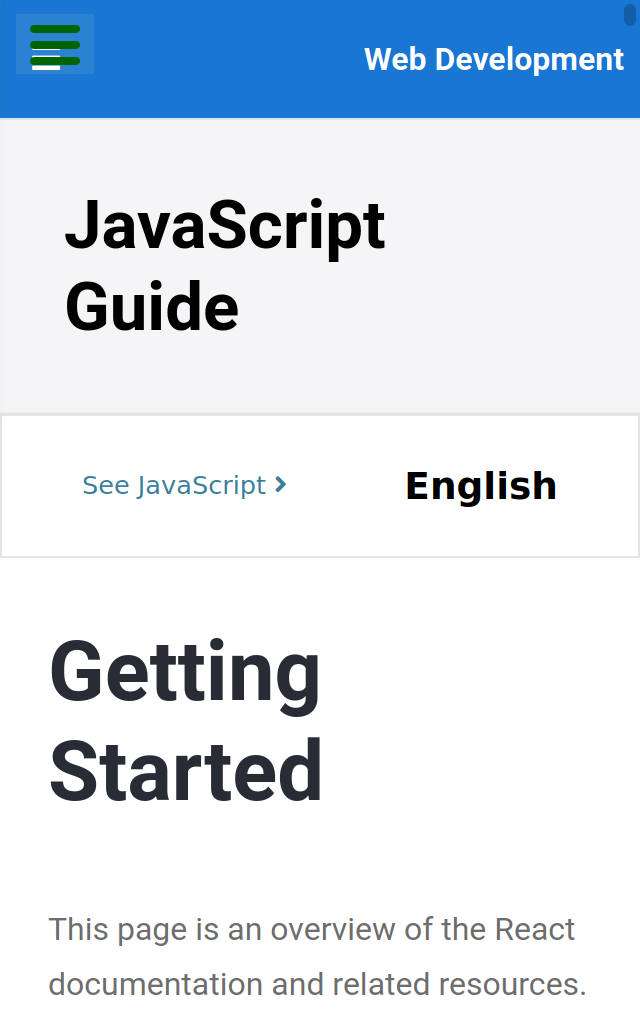 Web Development
JavaScript
Guide
See JavaScript
English
Getting
Started
This page is an overview of the React
documentation and related resources.